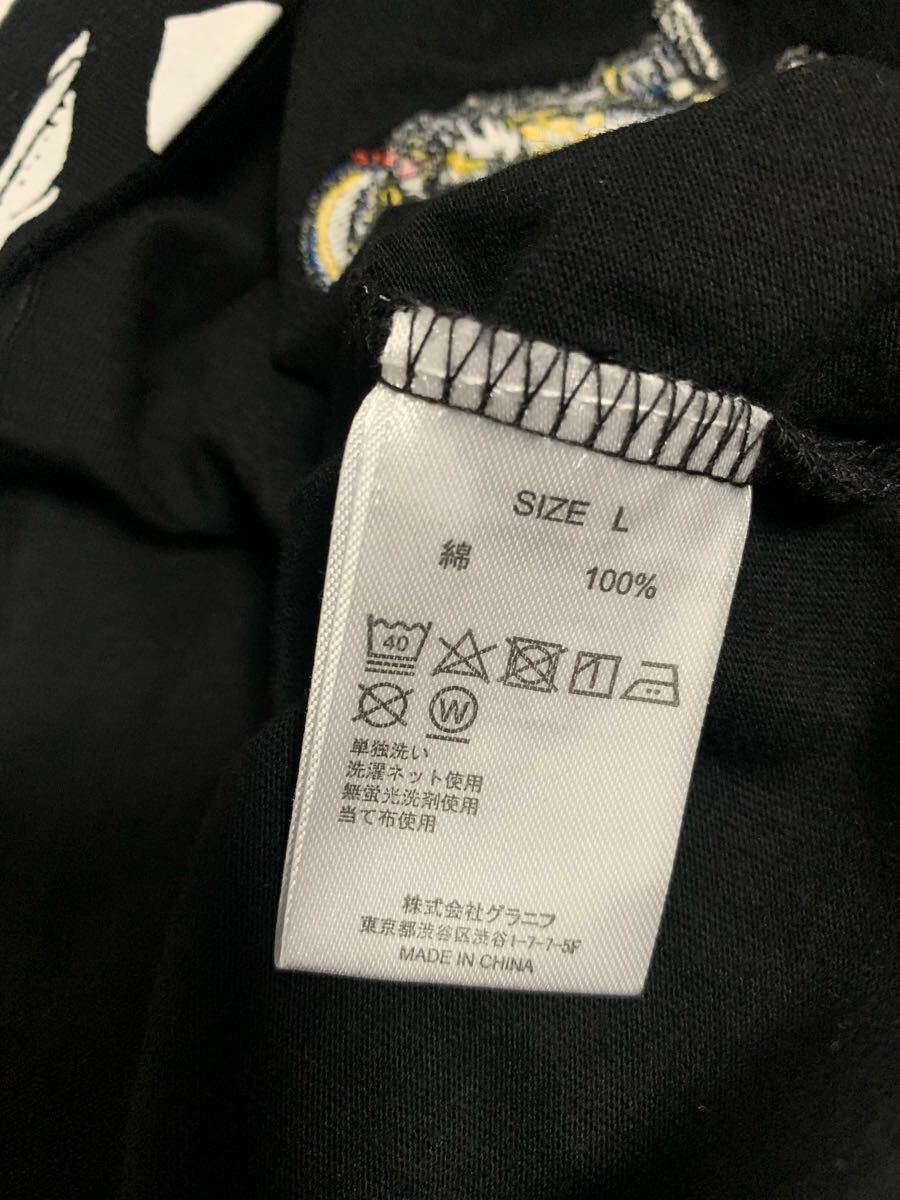 SIZE L
綿 100%
40
W
単独洗い
洗濯ネット使用
無蛍光洗剤使用
当て布使用
株式会社グラニフ
東京都渋谷区渋谷1-7-7-5F
MADE IN CHINA